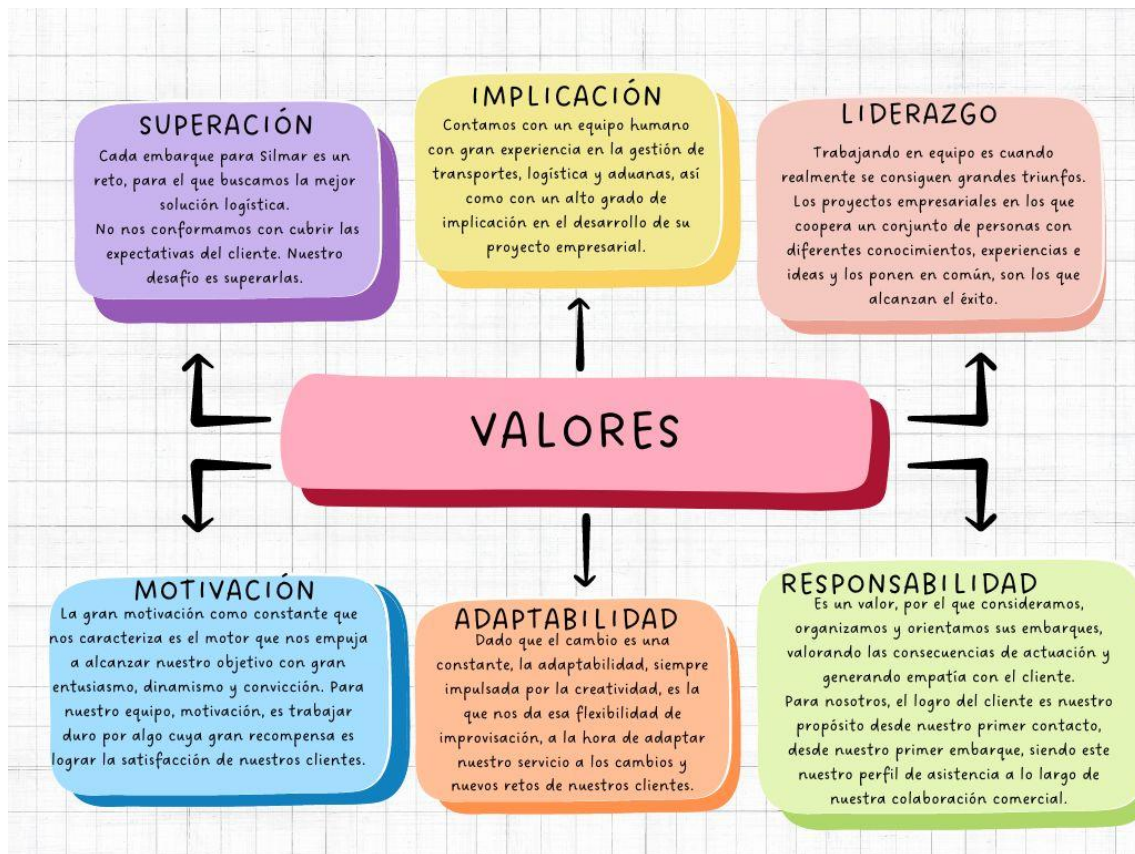 SUPERACIÓN
Cada embarque para Silmar es un
reto, para el que buscamos la mejor
solución logística.
No nos conformamos con cubrir las
expectativas del cliente. Nuestro
desafío es superarlas.
IMPLICACIÓN
Contamos con un equipo humano
con gran experiencia en la gestión de
transportes, logística y aduanas, así
como con un alto grado de
implicación en el desarrollo de su
proyecto empresarial.
LIDERAZGO
Trabajando en equipo es cuando
realmente se consiguen grandes triunfos.
Los proyectos empresariales en los que
coopera un conjunto de personas con
diferentes conocimientos, experiencias e
ideas y los ponen en común, son los que
alcanzan el éxito.
VALORES
MOTIVACIÓN
La gran motivación como constante que
nos caracteriza es el motor que nos empuja
a alcanzar nuestro objetivo con gran
entusiasmo, dinamismo y convicción. Para
nuestro equipo, motivación, es trabajar
duro por algo cuya gran recompensa es
lograr la satisfacción de nuestros clientes.
ADAPTABILIDAD
Dado que el cambio es una
constante, la adaptabilidad, siempre
impulsada por la creatividad, es la
que nos da esa flexibilidad de
improvisación, a la hora de adaptar
nuestro servicio a los cambios y
nuevos retos de nuestros clientes.
RESPONSABILIDAD
Es un valor, por el que consideramos,
organizamos y orientamos sus embarques,
valorando las consecuencias de actuación y
generando empatía con el cliente.
Para nosotros, el logro del cliente es nuestro
propósito desde nuestro primer contacto,
desde nuestro primer embarque, siendo este
nuestro perfil de asistencia a lo largo de
nuestra colaboración comercial.